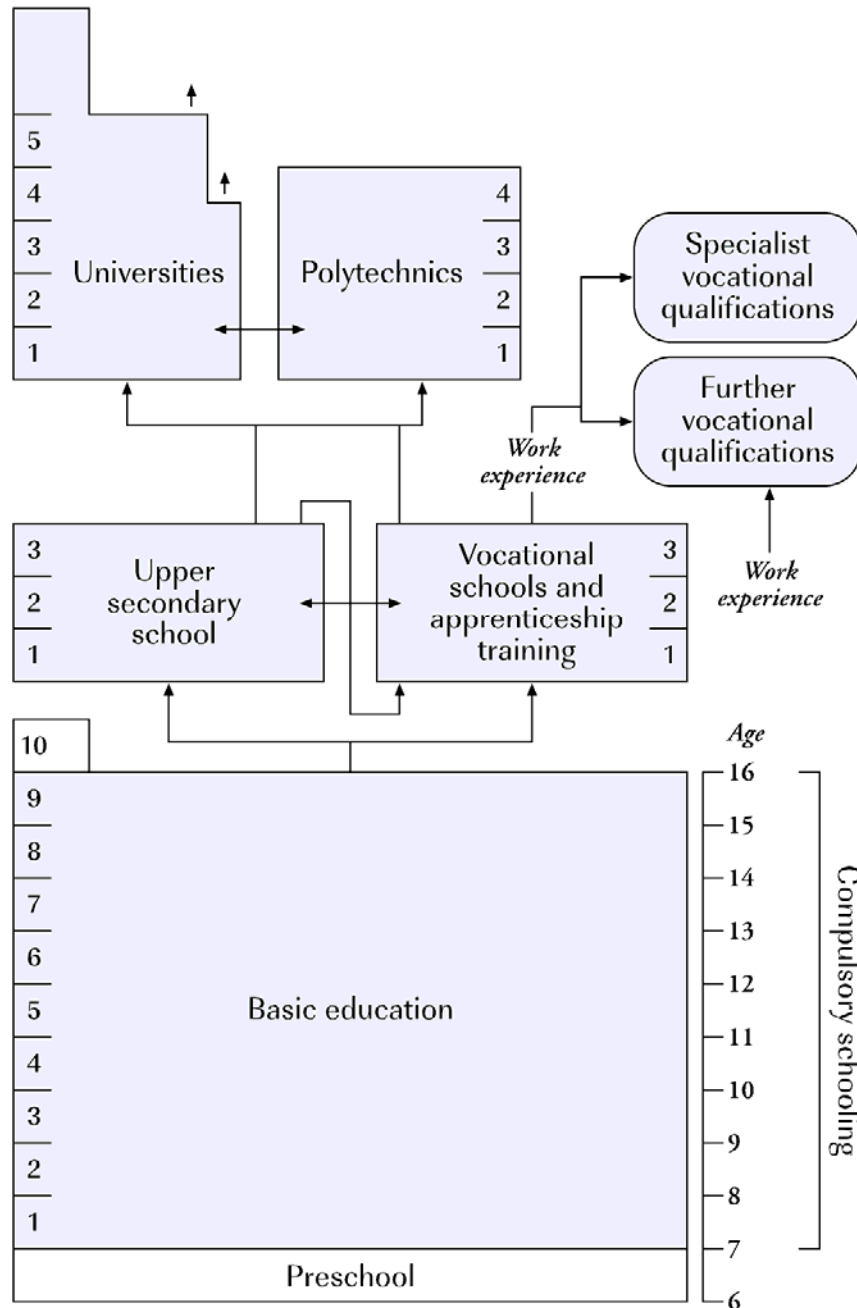 5
4
3
2
1
Universities
Polytechnics
4
3
2
1
Specialist
vocational
qualifications
Further
vocational
qualifications
Work
experience
Work
experience
3
2
1
Upper
secondary
school
Vocational
schools and
apprenticeship
training
3
2
1
10
9
8
7
6
5
4
3
2
1
Basic education
Preschool
Age
16
15
14
13
12
11
10
9
8
7
6
Compulsory schooling